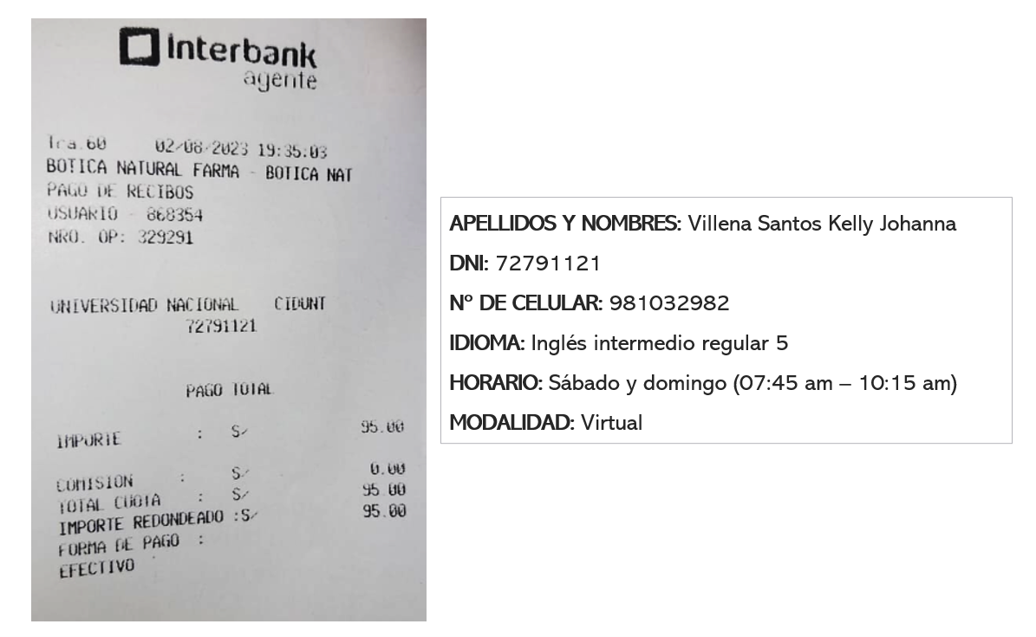 Interbank
agente
Tra.60 02/08/2023 19:35:03
BOTICA NATURAL FARMA - BOTICA NAT
PAGO DE RECIBOS
USUARIO - 868354
NRO. OP: 329291
UNIVERSIDAD NACIONAL CIDUNT
72791121
PAGO TOTAL
IMPORTE : S/ 95.00
COMISION : S/ 0.00
TOTAL CUOTA : S/ 95.00
IMPORTE REDONDEADO :S/ 95.00
FORMA DE PAGO :
EFECTIVO
APELLIDOS Y NOMBRES: Villena Santos Kelly Johanna
DNI: 72791121
N° DE CELULAR: 981032982
IDIOMA: Inglés intermedio regular 5
HORARIO: Sábado y domingo (07:45 am – 10:15 am)
MODALIDAD: Virtual